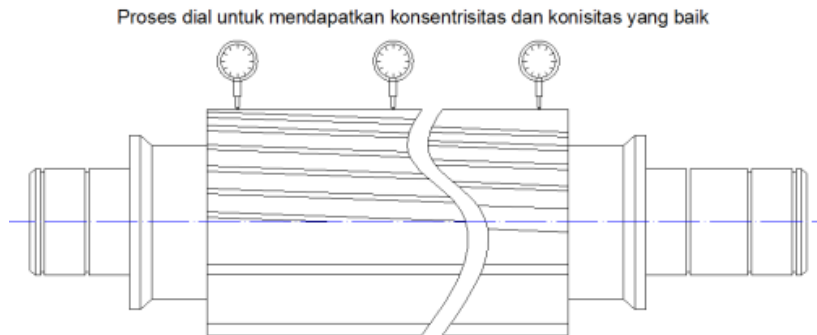 Proses dial untuk mendapatkan konsentrisitas dan konisitas yang baik